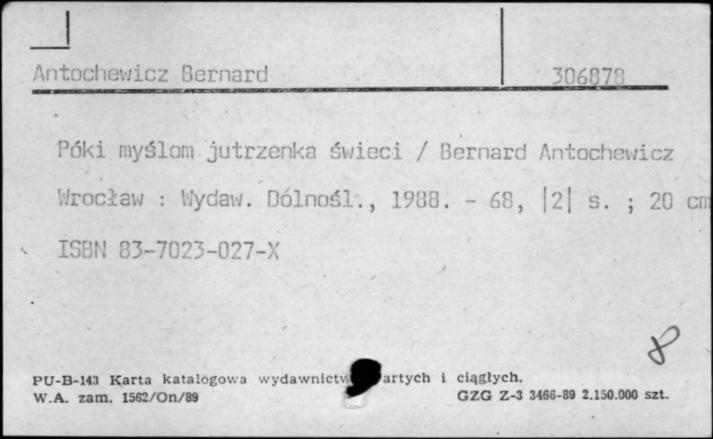 Antochewicz Bernard 306878
Póki myślom jutrzenka świeci / Bernard Antochewicz
Wrocław : Wydaw. Dólnośl., 1988. - 68, |2| s. ; 20 cm
ISBN 83-7023-027-X
8
PU-B-143 Karta katalogowa wydawnictw artych i ciągłych.
W.A. zam. 1562/On/89 GZG Z-3 3466-89 2.150.000 szt.